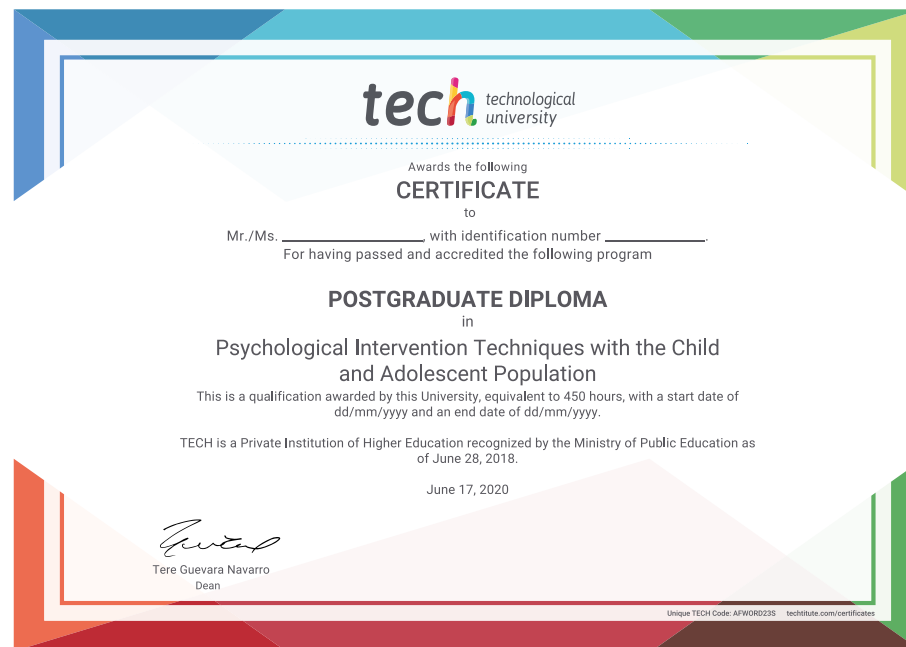 tech technological
university
Awards the following
CERTIFICATE
to
Mr./Ms. ________________, with identification number ____________.
For having passed and accredited the following program
POSTGRADUATE DIPLOMA
in
Psychological Intervention Techniques with the Child
and Adolescent Population
This is a qualification awarded by this University, equivalent to 450 hours, with a start date of
dd/mm/yyyy and an end date of dd/mm/yyyy.
TECH is a Private Institution of Higher Education recognized by the Ministry of Public Education as
of June 28, 2018.
June 17, 2020
Tere Guevara Navarro
Dean
Unique TECH Code: AFWORD23S techtitute.com/certificates